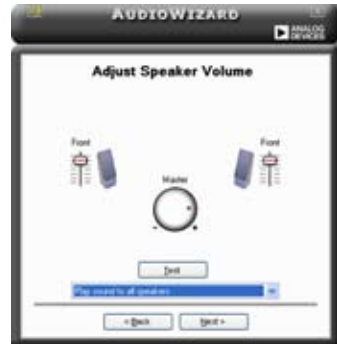 AudioWizard
ANALOG
DEVICES
Adjust Speaker Volume
Front
Front
Master
- +
Test
Play sound to all speakers
< Back
Next >